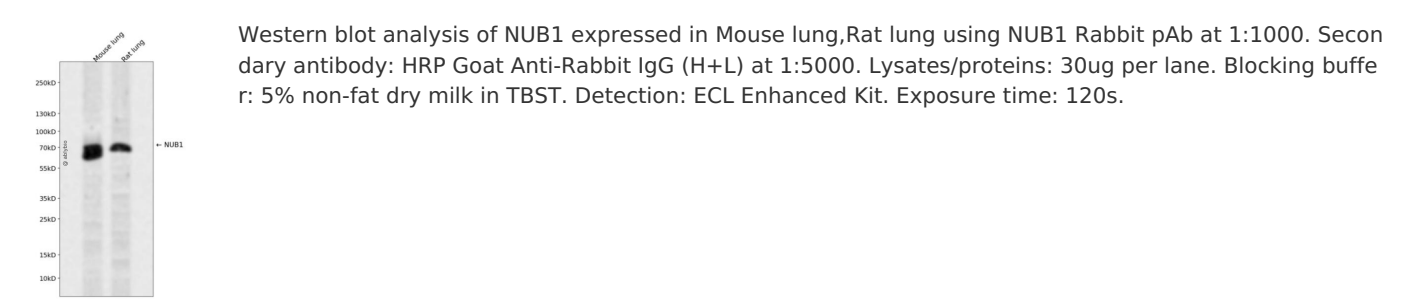 Mouse lung
Rat lung
Western blot analysis of NUB1 expressed in Mouse lung,Rat lung using NUB1 Rabbit pAb at 1:1000. Secon
dary antibody: HRP Goat Anti-Rabbit IgG (H+L) at 1:5000. Lysates/proteins: 30ug per lane. Blocking buffe
r: 5% non-fat dry milk in TBST. Detection: ECL Enhanced Kit. Exposure time: 120s.
250kD
130kD
100kD
70kD
← NUB1
55kD
35kD
25kD
15kD
10kD